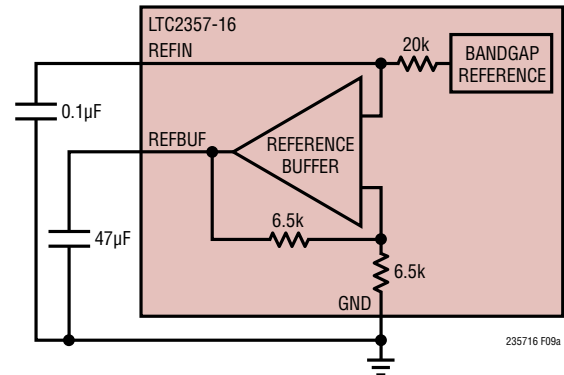 LTC2357-16
REFIN
20k
BANDGAP
REFERENCE
0.1µF
REFBUF
REFERENCE
BUFFER
6.5k
47µF
6.5k
GND
235716 F09a